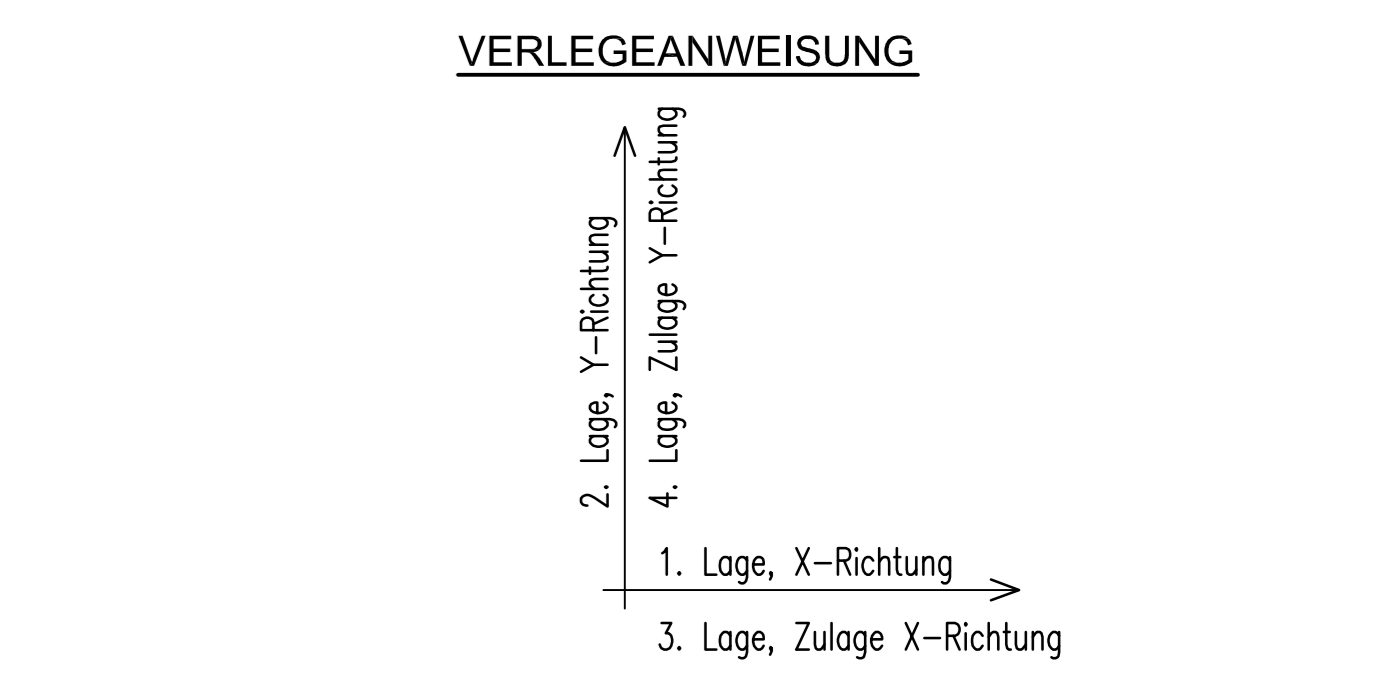 VERLEGEANWEISUNG
2. Lage, Y-Richtung
4. Lage, Zulage Y-Richtung
1. Lage, X-Richtung
3. Lage, Zulage X-Richtung